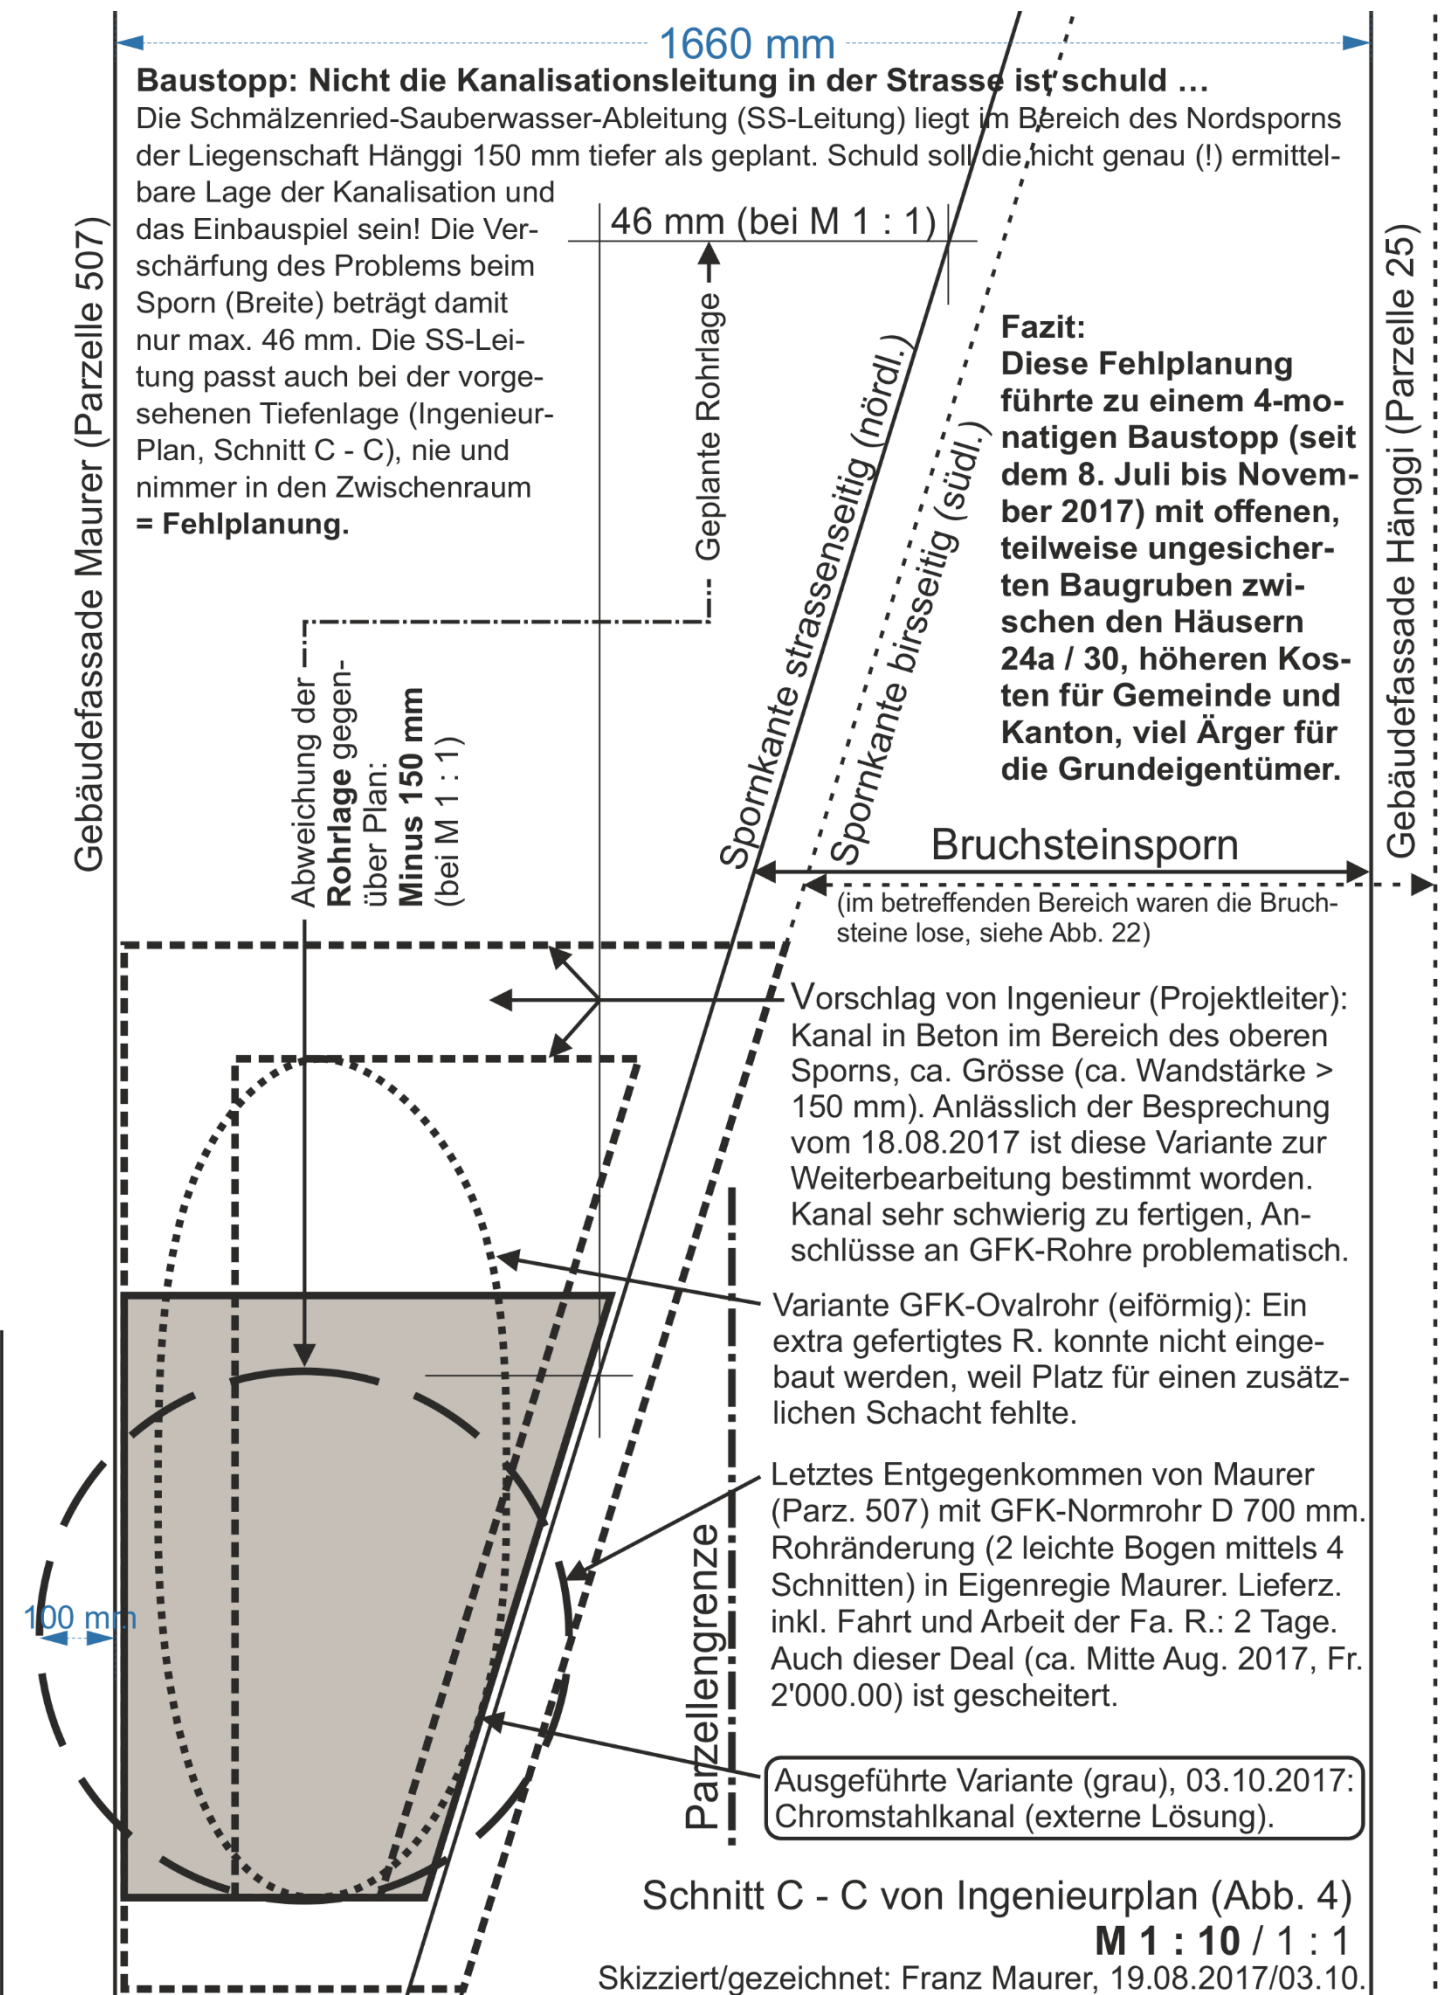 1660 mm
Baustopp: Nicht die Kanalisationsleitung in der Strasse ist schuld …
Die Schmälzenried-Sauberwasser-Ableitung (SS-Leitung) liegt im Bereich des Nordsporns
der Liegenschaft Hänggi 150 mm tiefer als geplant. Schuld soll die nicht genau (!) ermittel-
bare Lage der Kanalisation und
das Einbauspiel sein! Die Ver-
schärfung des Problems beim
Sporn (Breite) beträgt damit
nur max. 46 mm. Die SS-Lei-
tung passt auch bei der vorge-
sehenen Tiefenlage (Ingenieur-
Plan, Schnitt C - C), nie und
nimmer in den Zwischenraum
= Fehlplanung.
46 mm (bei M 1 : 1)
Gebäudefassade Maurer (Parzelle 507)
Geplante Rohrlage
Abweichung der
Rohrlage gegen-
über Plan:
Minus 150 mm
(bei M 1 : 1)
Spornkante strassenseitig (nördl.)
Spornkante birsseitig (südl.)
Fazit:
Diese Fehlplanung
führte zu einem 4-mo-
natigen Baustopp (seit
dem 8. Juli bis Novem-
ber 2017) mit offenen,
teilweise ungesicher-
ten Baugruben zwi-
schen den Häusern
24a / 30, höheren Kos-
ten für Gemeinde und
Kanton, viel Ärger für
die Grundeigentümer.
Gebäudefassade Hänggi (Parzelle 25)
Bruchsteinsporn
(im betreffenden Bereich waren die Bruch-
steine lose, siehe Abb. 22)
Vorschlag von Ingenieur (Projektleiter):
Kanal in Beton im Bereich des oberen
Sporns, ca. Grösse (ca. Wandstärke >
150 mm). Anlässlich der Besprechung
vom 18.08.2017 ist diese Variante zur
Weiterbearbeitung bestimmt worden.
Kanal sehr schwierig zu fertigen, An-
schlüsse an GFK-Rohre problematisch.
Variante GFK-Ovalrohr (eiförmig): Ein
extra gefertigtes R. konnte nicht einge-
baut werden, weil Platz für einen zusätz-
lichen Schacht fehlte.
Letztes Entgegenkommen von Maurer
(Parz. 507) mit GFK-Normrohr D 700 mm.
Rohränderung (2 leichte Bogen mittels 4
Schnitten) in Eigenregie Maurer. Lieferz.
inkl. Fahrt und Arbeit der Fa. R.: 2 Tage.
Auch dieser Deal (ca. Mitte Aug. 2017, Fr.
2'000.00) ist gescheitert.
100 mm
Parzellengrenze
Ausgeführte Variante (grau), 03.10.2017:
Chromstahlkanal (externe Lösung).
Schnitt C - C von Ingenieurplan (Abb. 4)
M 1 : 10 / 1 : 1
Skizziert/gezeichnet: Franz Maurer, 19.08.2017/03.10.